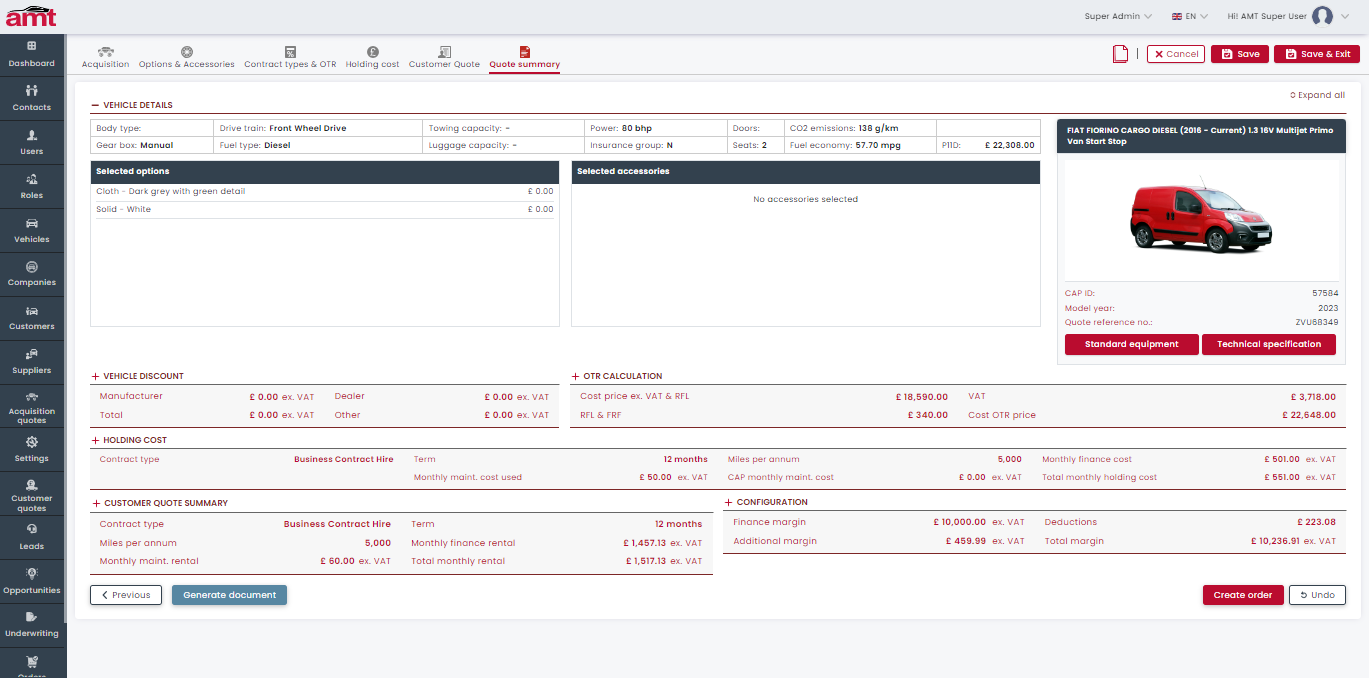 amt
Super Admin
EN
Hi! AMT Super User
Dashboard
Contacts
Users
Roles
Vehicles
Companies
Customers
Suppliers
Acquisition quotes
Settings
Customer quotes
Leads
Opportunities
Underwriting
Orders
Acquisition
Options & Accessories
Contract types & OTR
Holding cost
Customer Quote
Quote summary
Cancel
Save
Save & Exit
Expand all
VEHICLE DETAILS
Body type: Drive train: Front Wheel Drive Towing capacity: - Power: 80 bhp Doors: CO2 emissions: 138 g/km
Gear box: Manual Fuel type: Diesel Luggage capacity: - Insurance group: N Seats: 2 Fuel economy: 57.70 mpg P11D: £ 22,308.00
Selected options
Cloth - Dark grey with green detail £ 0.00
Solid - White £ 0.00
Selected accessories
No accessories selected
FIAT FIORINO CARGO DIESEL (2016 - Current) 1.3 16V Multijet Primo
Van Start Stop
CAP ID: 57584
Model year: 2023
Quote reference no.: ZVU68349
Standard equipment
Technical specification
VEHICLE DISCOUNT
Manufacturer £ 0.00 ex. VAT Dealer £ 0.00 ex. VAT
Total £ 0.00 ex. VAT Other £ 0.00 ex. VAT
OTR CALCULATION
Cost price ex. VAT & RFL £ 18,590.00 VAT £ 3,718.00
RFL & FRF £ 340.00 Cost OTR price £ 22,648.00
HOLDING COST
Contract type Business Contract Hire Term 12 months Miles per annum 5,000 Monthly finance cost £ 501.00 ex. VAT
Monthly maint. cost used £ 50.00 ex. VAT CAP monthly maint. cost £ 0.00 ex. VAT Total monthly holding cost £ 551.00 ex. VAT
CUSTOMER QUOTE SUMMARY
Contract type Business Contract Hire Term 12 months
Miles per annum 5,000 Monthly finance rental £ 1,457.13 ex. VAT
Monthly maint. rental £ 60.00 ex. VAT Total monthly rental £ 1,517.13 ex. VAT
CONFIGURATION
Finance margin £ 10,000.00 ex. VAT Deductions £ 223.08
Additional margin £ 459.99 ex. VAT Total margin £ 10,236.91 ex. VAT
Previous
Generate document
Create order
Undo